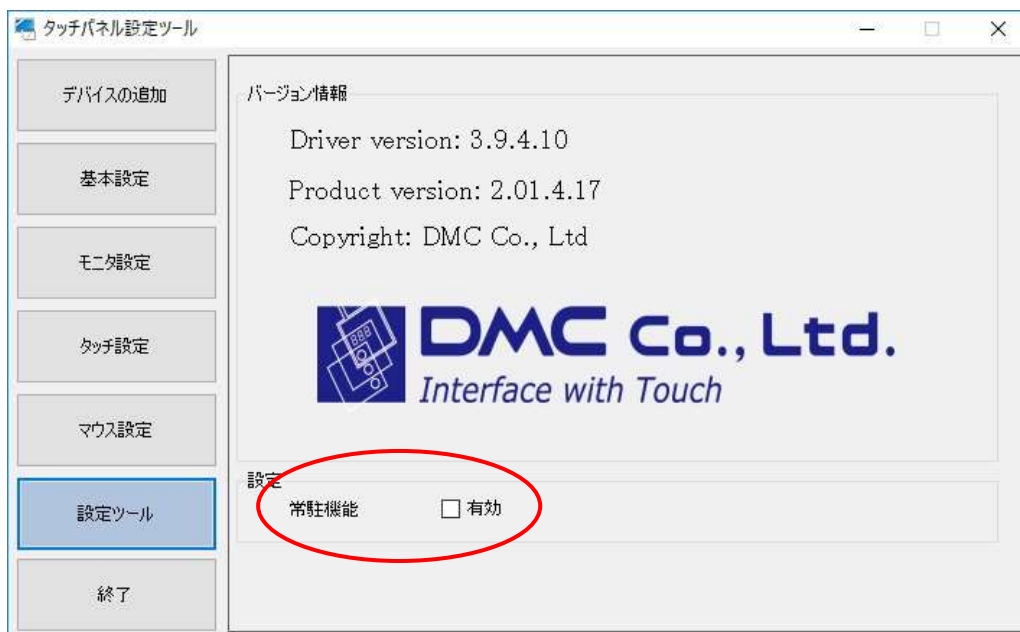 タッチパネル設定ツール
デバイスの追加
基本設定
モニタ設定
タッチ設定
マウス設定
設定ツール
終了
バージョン情報
Driver version: 3.9.4.10
Product version: 2.01.4.17
Copyright: DMC Co., Ltd
DMC Co., Ltd.
Interface with Touch
設定
常駐機能 有効